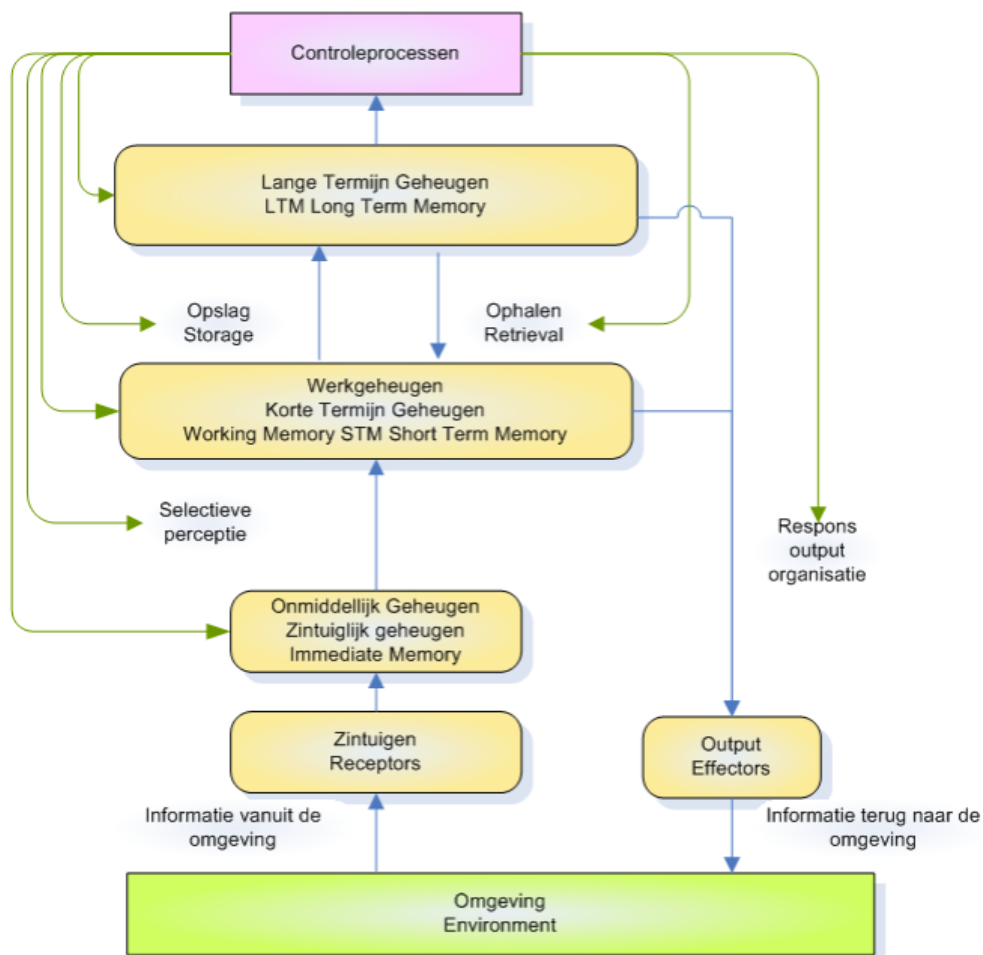 Controleprocessen
Lange Termijn Geheugen
LTM Long Term Memory
Opslag
Storage
Ophalen
Retrieval
Werkgeheugen
Korte Termijn Geheugen
Working Memory STM Short Term Memory
Selectieve
perceptie
Respons
output
organisatie
Onmiddellijk Geheugen
Zintuiglijk geheugen
Immediate Memory
Zintuigen
Receptors
Output
Effectors
Informatie vanuit de
omgeving
Informatie terug naar de
omgeving
Omgeving
Environment